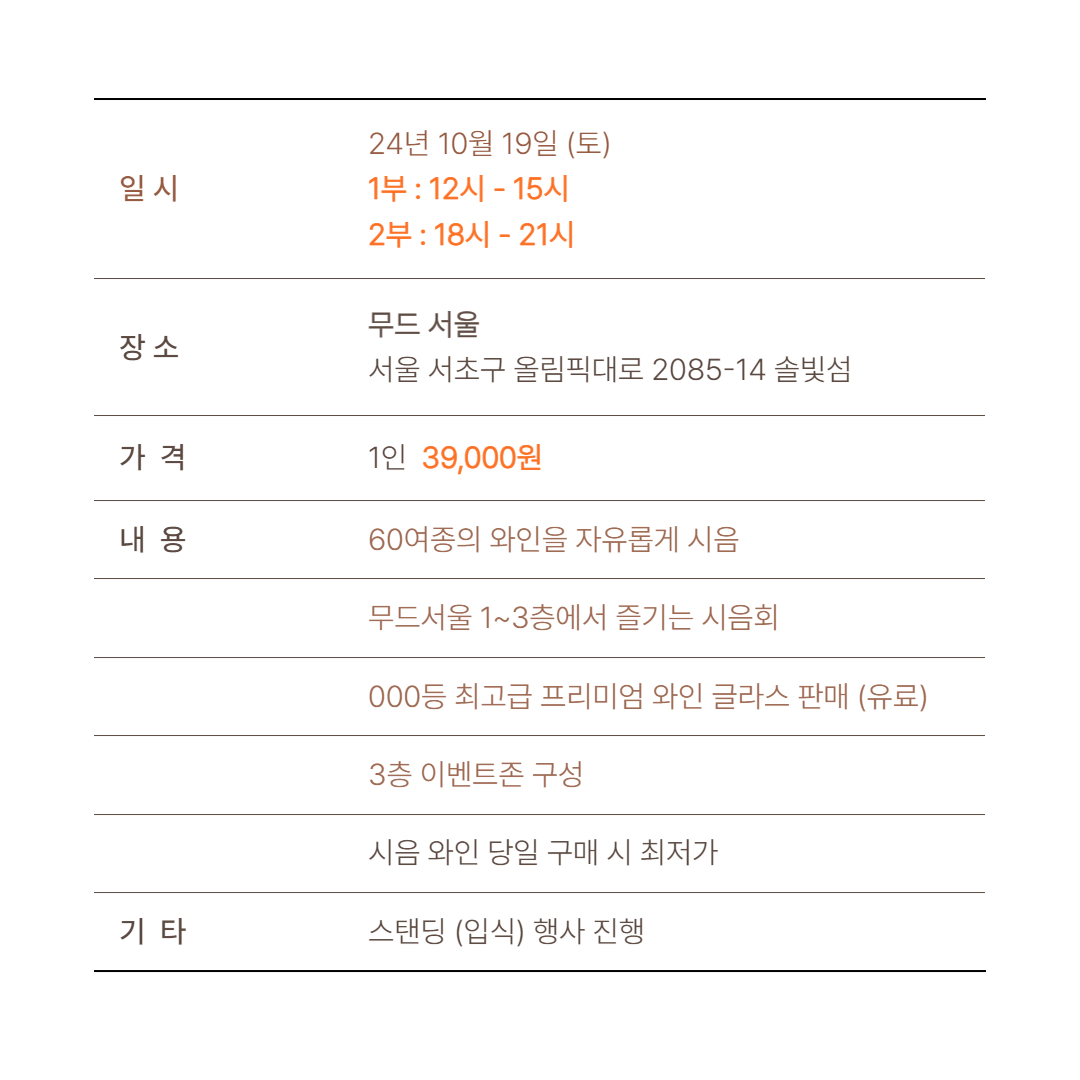 24년 10월 19일 (토)
일 시
1부 : 12시 - 15시
2부 : 18시 - 21시
무드 서울
장 소
서울 서초구 올림픽대로 2085-14 솔빛섬
가 격
1인 39,000원
내 용
60여종의 와인을 자유롭게 시음
무드서울 1~3층에서 즐기는 시음회
000등 최고급 프리미엄 와인 글라스 판매 (유료)
3층 이벤트존 구성
시음 와인 당일 구매 시 최저가
기 타
스탠딩 (입식) 행사 진행